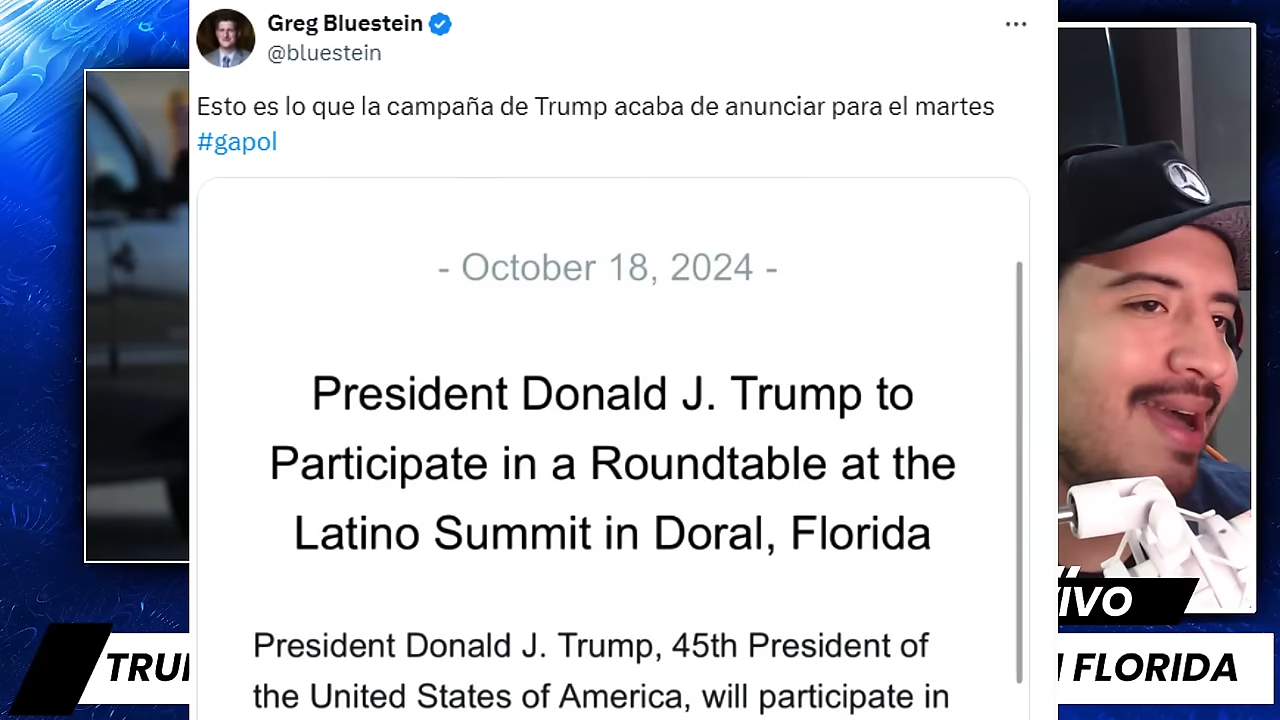 Greg Bluestein
@bluestein
Esto es lo que la campaña de Trump acaba de anunciar para el martes
#gapol
- October 18, 2024 -
President Donald J. Trump to
Participate in a Roundtable at the
Latino Summit in Doral, Florida
President Donald J. Trump, 45th President of
the United States of America, will participate in
IVO
TRU
FLORIDA